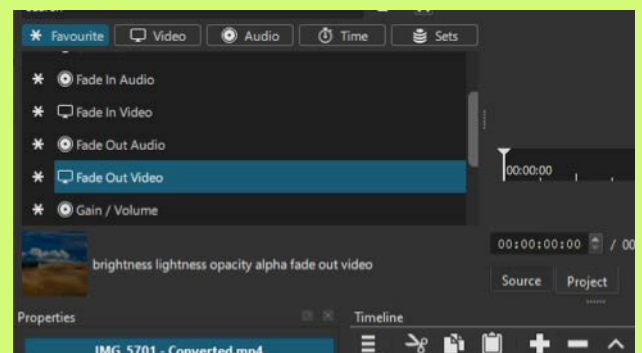 Favourite Video Audio Time Sets
Fade In Audio
Fade In Video
Fade Out Audio
Fade Out Video
Gain / Volume
00:00:00
brightness lightness opacity alpha fade out video
00:00:00:00 / 00
Source Project
Properties
Timeline
IMG_5701 - Converted.mp4